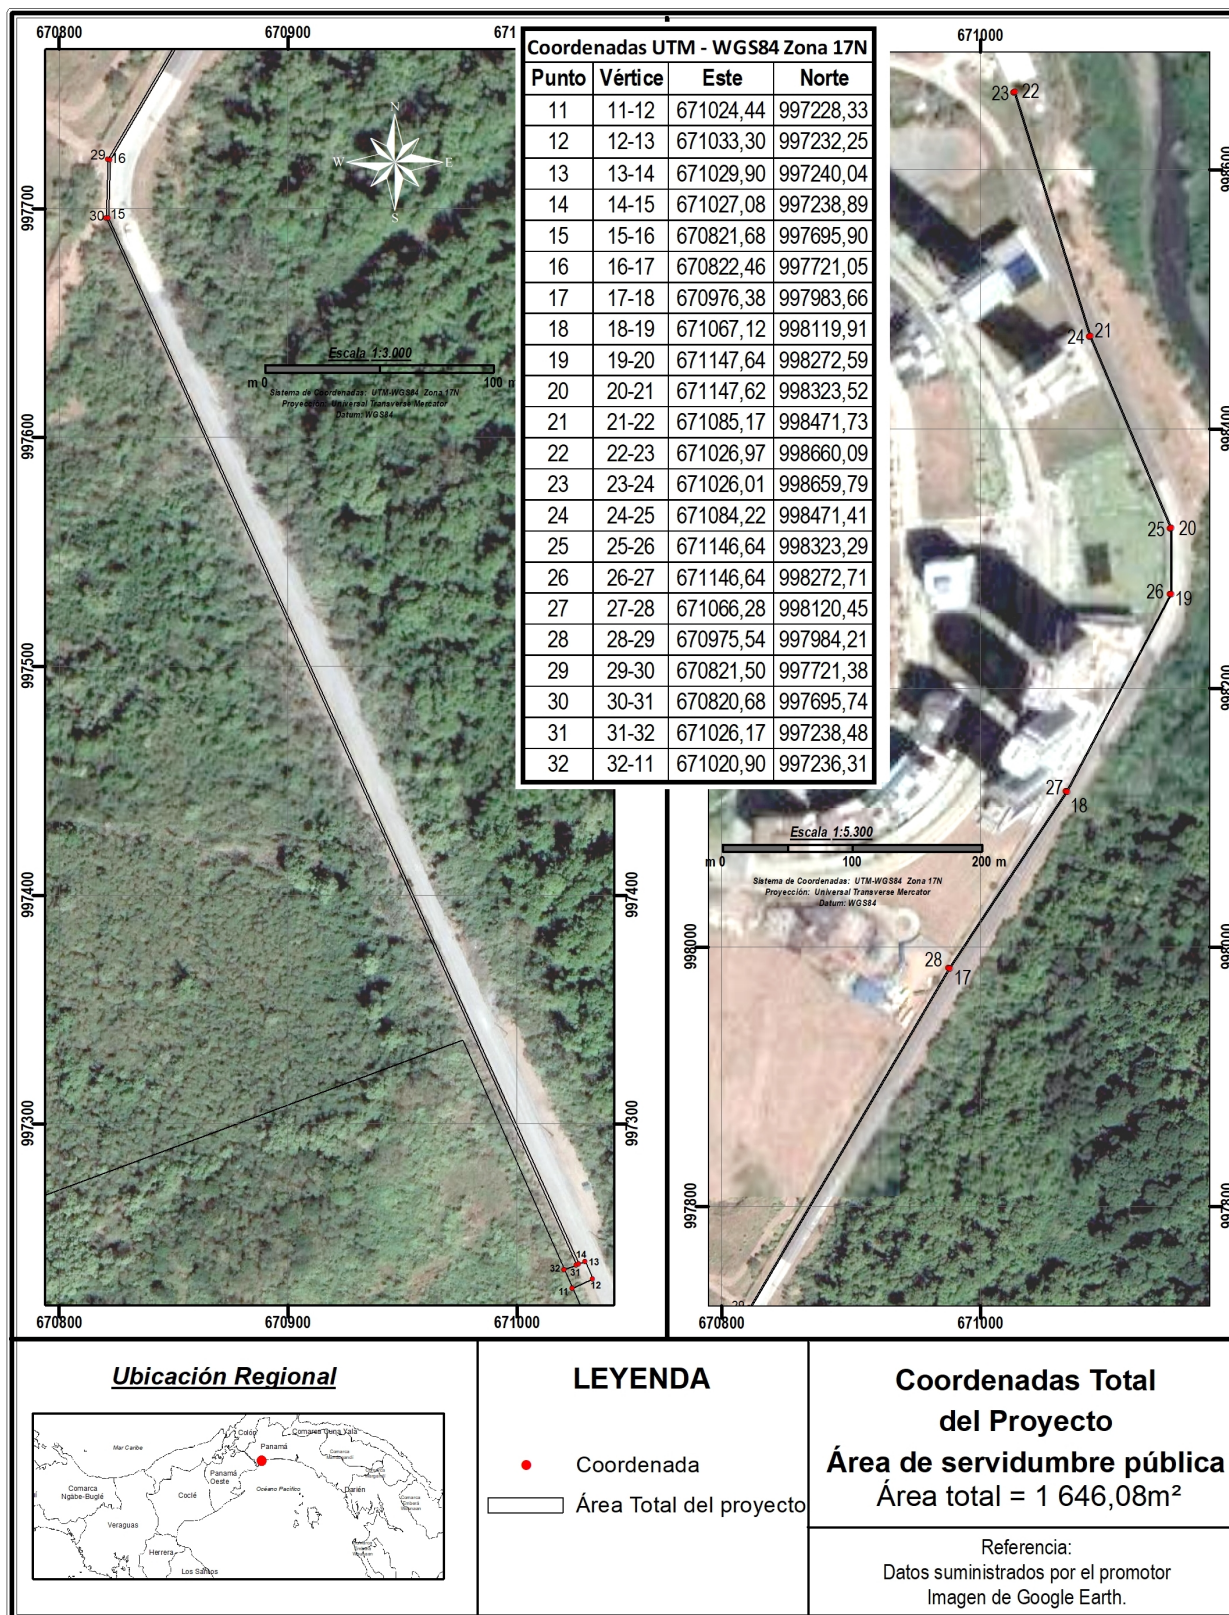 670800
670900
671000
Coordenadas UTM - WGS84 Zona 17N
Punto Vértice Este Norte
11 11-12 671024,44 997228,33
12 12-13 671033,30 997232,25
13 13-14 671029,90 997240,04
14 14-15 671027,08 997238,89
15 15-16 670821,68 997695,90
16 16-17 670822,46 997721,05
17 17-18 670976,38 997983,66
18 18-19 671067,12 998119,91
19 19-20 671147,64 998272,59
20 20-21 671147,62 998323,52
21 21-22 671085,17 998471,73
22 22-23 671026,97 998660,09
23 23-24 671026,01 998659,79
24 24-25 671084,22 998471,41
25 25-26 671146,64 998323,29
26 26-27 671146,64 998272,71
27 27-28 671066,28 998120,45
28 28-29 670975,54 997984,21
29 29-30 670821,50 997721,38
30 30-31 670820,68 997695,74
31 31-32 671026,17 997238,48
32 32-11 671020,90 997236,31
N
W E
S
29 16
30 15
997700
997600
997500
997400
997300
Escala 1:3.000
m 0 100 m
Sistema de Coordenadas: UTM-WGS84 Zona 17N
Proyección: Universal Transverse Mercator
Datum: WGS84
14
13
32
31
12
11
997400
997300
670800
670900
671000
23 22
24 21
25 20
26 19
27
18
28
17
29
998600
998400
998200
998000
998000
997800
997800
Escala 1:5.300
m 0 100 200 m
Sistema de Coordenadas: UTM-WGS84 Zona 17N
Proyección: Universal Transverse Mercator
Datum: WGS84
670800
671000
Ubicación Regional
Mar Caribe
Colón
Comarca Guna Yala
Panamá
Panamá
Oeste
Comarca
Ngäbe-Buglé
Coclé
Océano Pacífico
Darién
Veraguas
Herrera
Los Santos
LEYENDA
Coordenada
Área Total del proyecto
Coordenadas Total
del Proyecto
Área de servidumbre pública
Área total = 1 646,08m²
Referencia:
Datos suministrados por el promotor
Imagen de Google Earth.